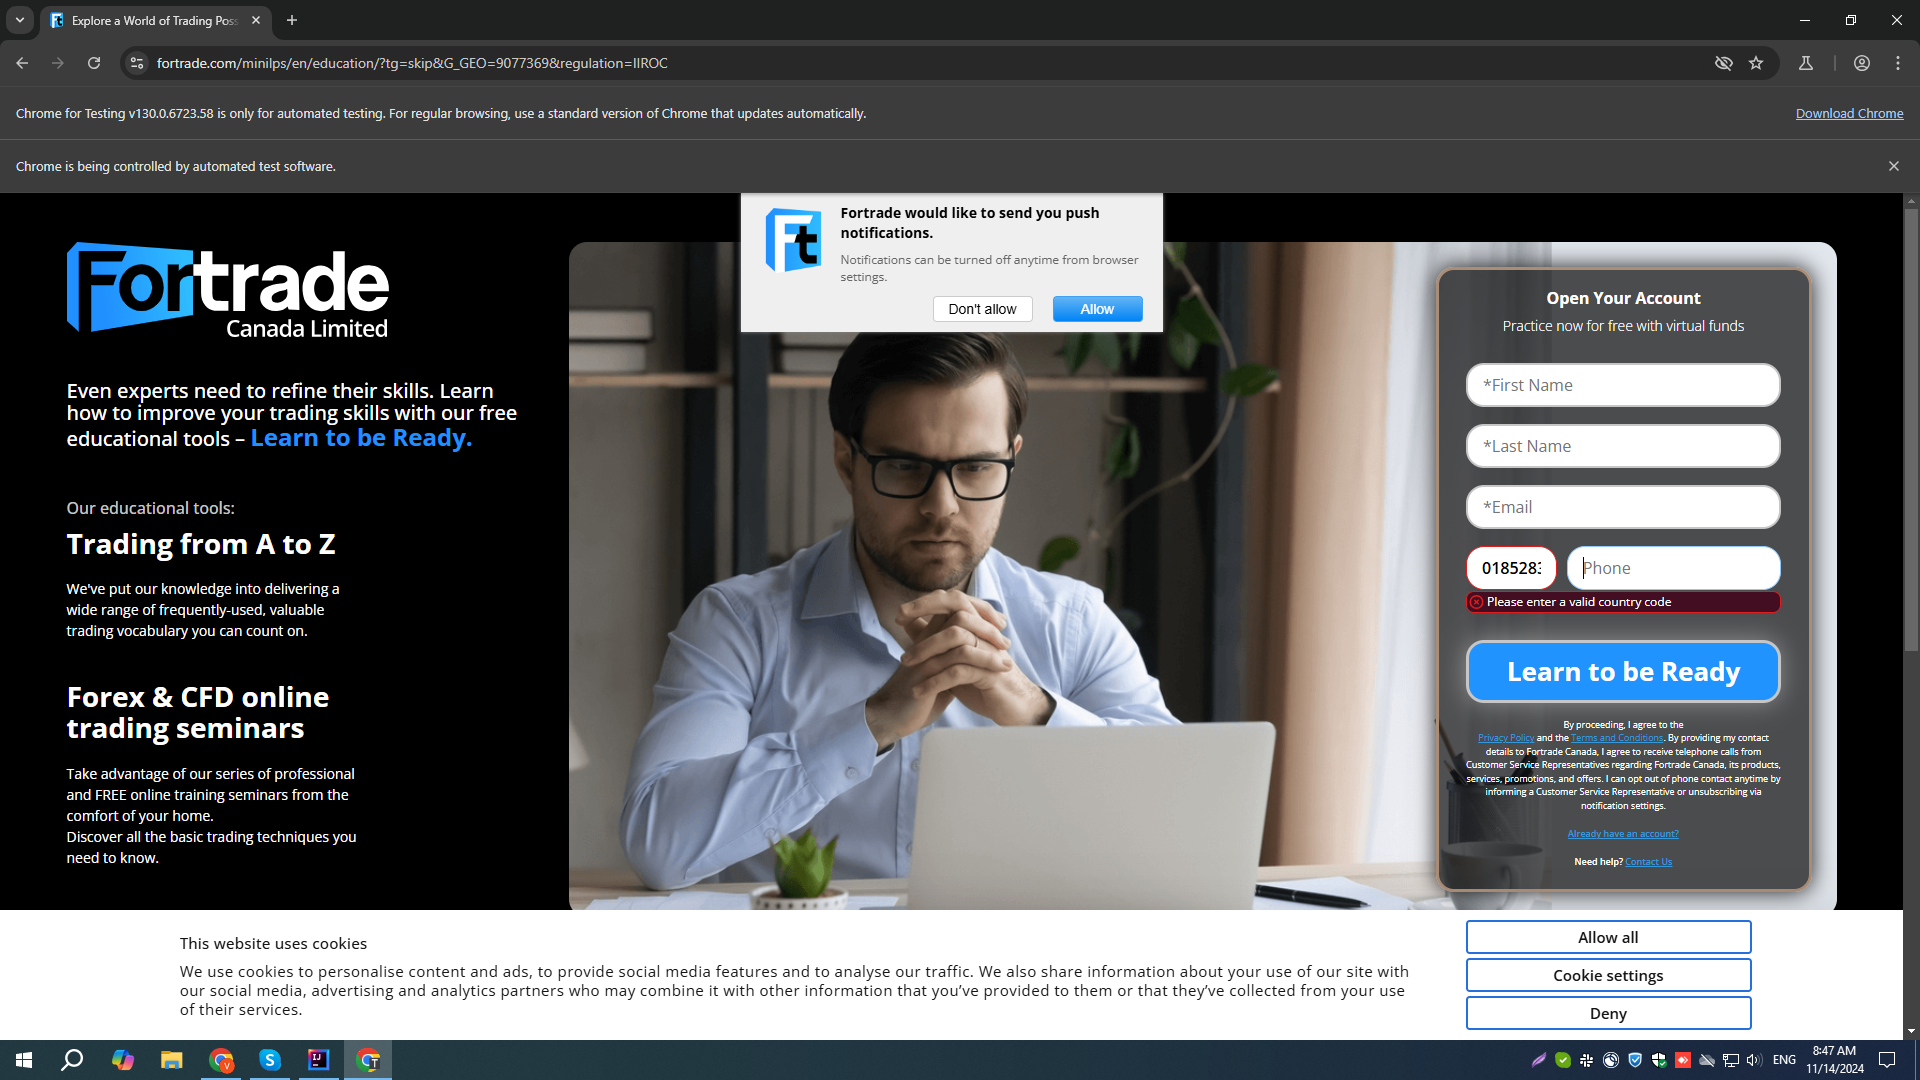 Explore a World of Trading Poss
fortrade.com/minilps/en/education/?tg=skip&G_GEO=9077369&regulation=IIROC
Chrome for Testing v130.0.6723.58 is only for automated testing. For regular browsing, use a standard version of Chrome that updates automatically.
Download Chrome
Chrome is being controlled by automated test software.
Fortrade would like to send you push
notifications.
Notifications can be turned off anytime from browser
settings.
Don't allow
Allow
Fortrade
Canada Limited
Even experts need to refine their skills. Learn
how to improve your trading skills with our free
educational tools – Learn to be Ready.
Our educational tools:
Trading from A to Z
We've put our knowledge into delivering a
wide range of frequently-used, valuable
trading vocabulary you can count on.
Forex & CFD online
trading seminars
Take advantage of our series of professional
and FREE online training seminars from the
comfort of your home.
Discover all the basic trading techniques you
need to know.
Open Your Account
Practice now for free with virtual funds
*First Name
*Last Name
*Email
018528
Phone
Please enter a valid country code
Learn to be Ready
By proceeding, I agree to the
Privacy Policy and the Terms and Conditions. By providing my contact
details to Fortrade Canada, I agree to receive telephone calls from
Customer Service Representatives regarding Fortrade Canada, its products,
services, promotions, and offers. I can opt out of phone contact anytime by
informing a Customer Service Representative or unsubscribing via
notification settings.
Already have an account?
Need help? Contact Us
This website uses cookies
We use cookies to personalise content and ads, to provide social media features and to analyse our traffic. We also share information about your use of our site with
our social media, advertising and analytics partners who may combine it with other information that you've provided to them or that they've collected from your use
of their services.
Allow all
Cookie settings
Deny
ENG
8:47 AM
11/14/2024